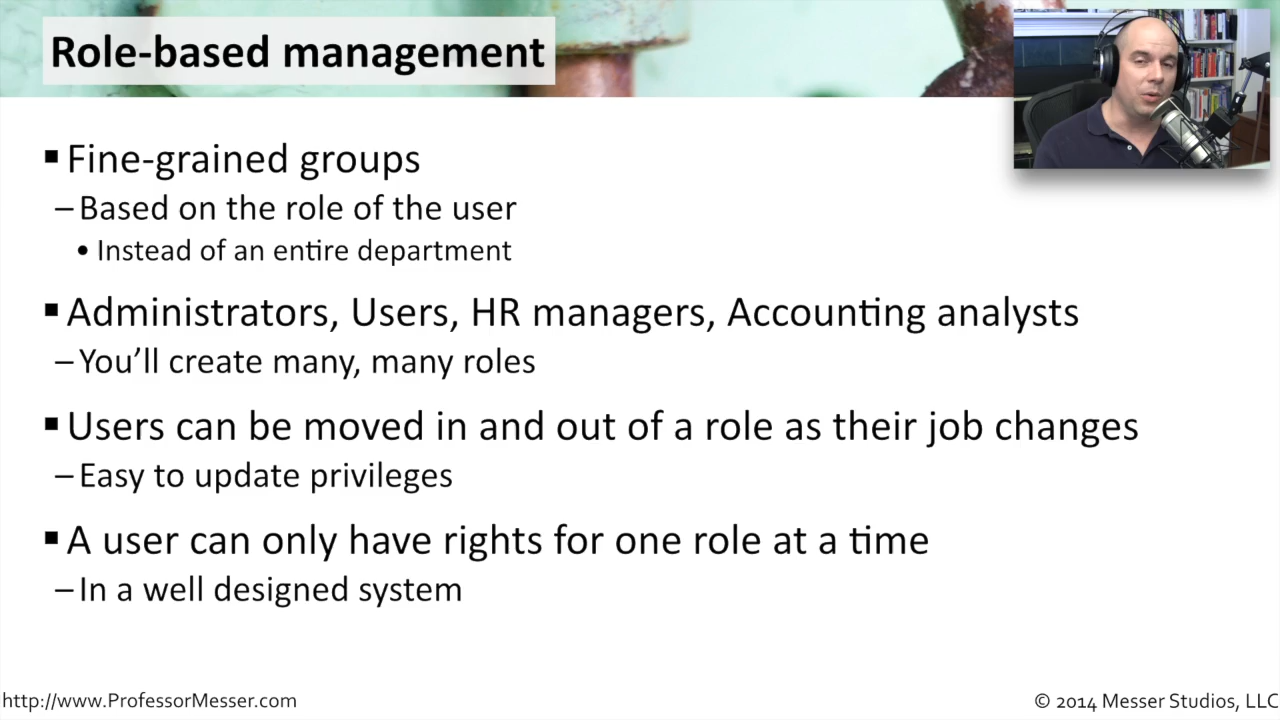 Role-based management
▪ Fine-grained groups
– Based on the role of the user
• Instead of an entire department
▪ Administrators, Users, HR managers, Accounting analysts
– You’ll create many, many roles
▪ Users can be moved in and out of a role as their job changes
– Easy to update privileges
▪ A user can only have rights for one role at a time
– In a well designed system
http://www.ProfessorMesser.com
© 2014 Messer Studios, LLC